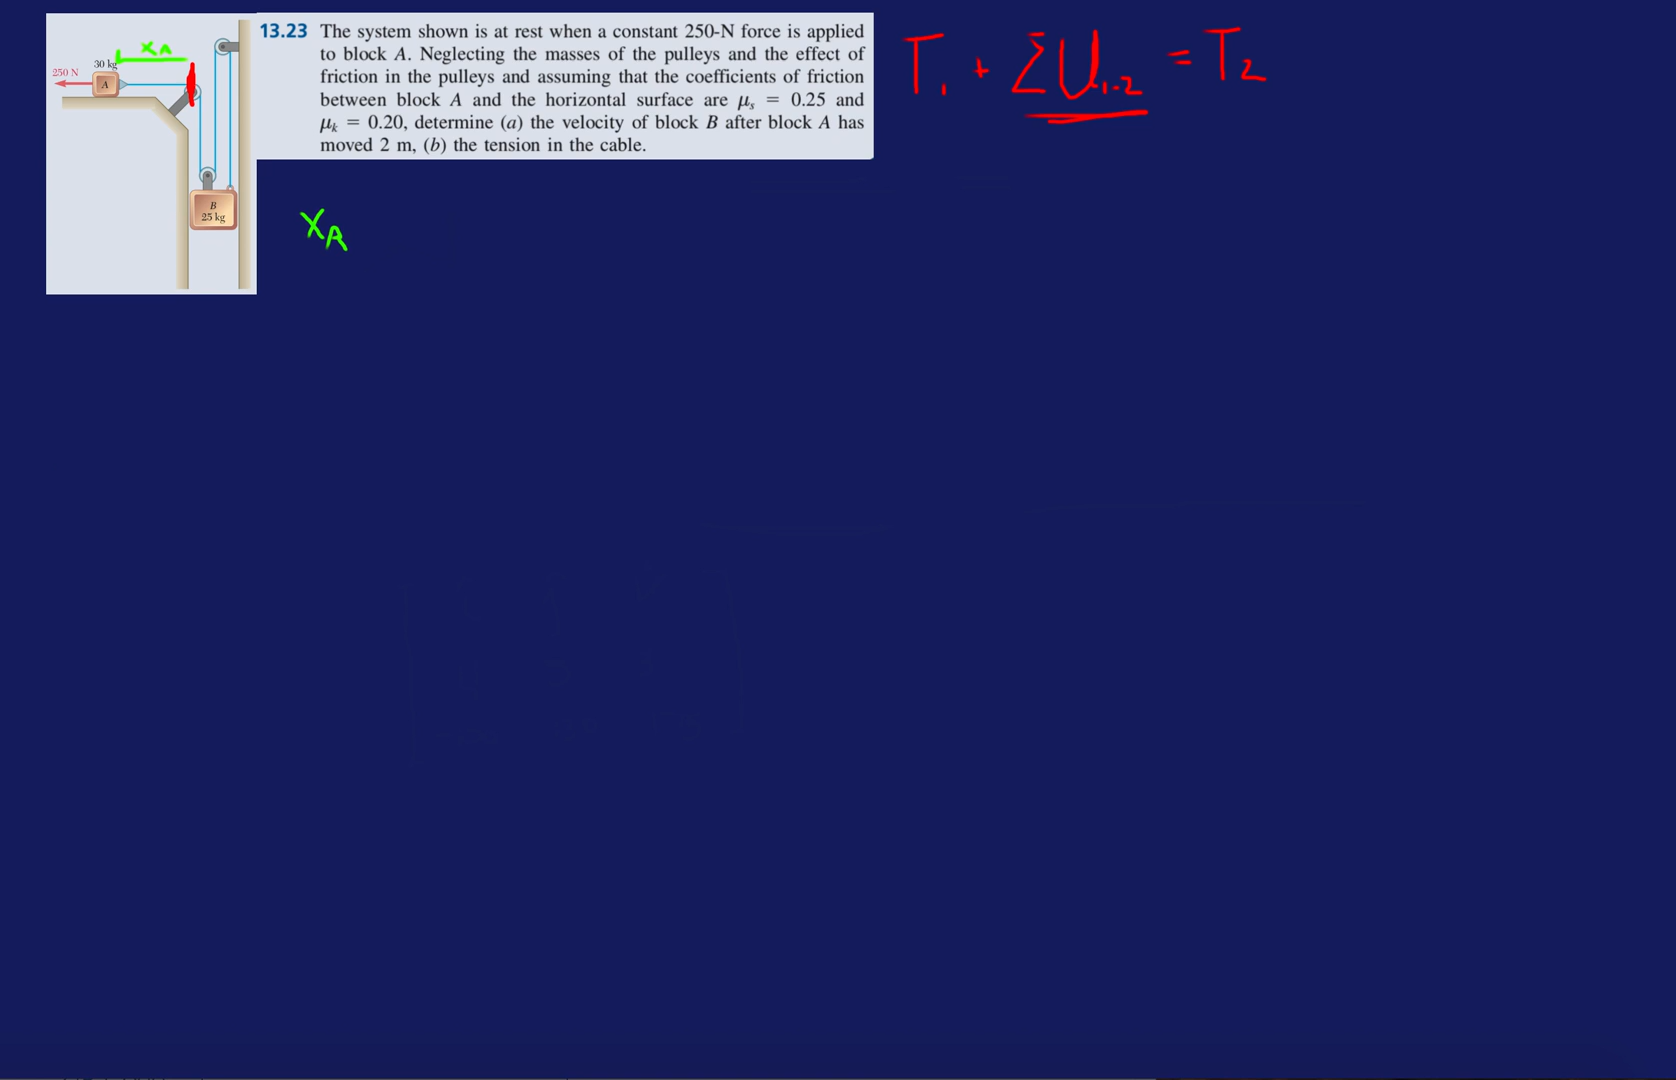 13.23 The system shown is at rest when a constant 250-N force is applied
to block A. Neglecting the masses of the pulleys and the effect of
friction in the pulleys and assuming that the coefficients of friction
between block A and the horizontal surface are μs = 0.25 and
μk = 0.20, determine (a) the velocity of block B after block A has
moved 2 m, (b) the tension in the cable.
T₁ + ΣU₁₋₂ = T₂
XA
30 kg
250 N
A
B
25 kg
XA